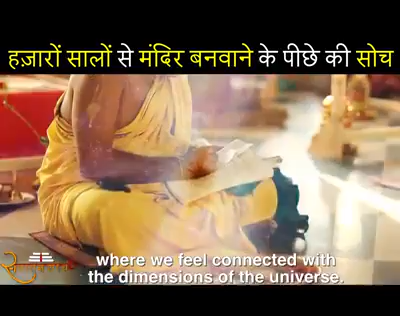 हज़ारों सालों से मंदिर बनवाने के पीछे की सोच
where we feel connected with
the dimensions of the universe.